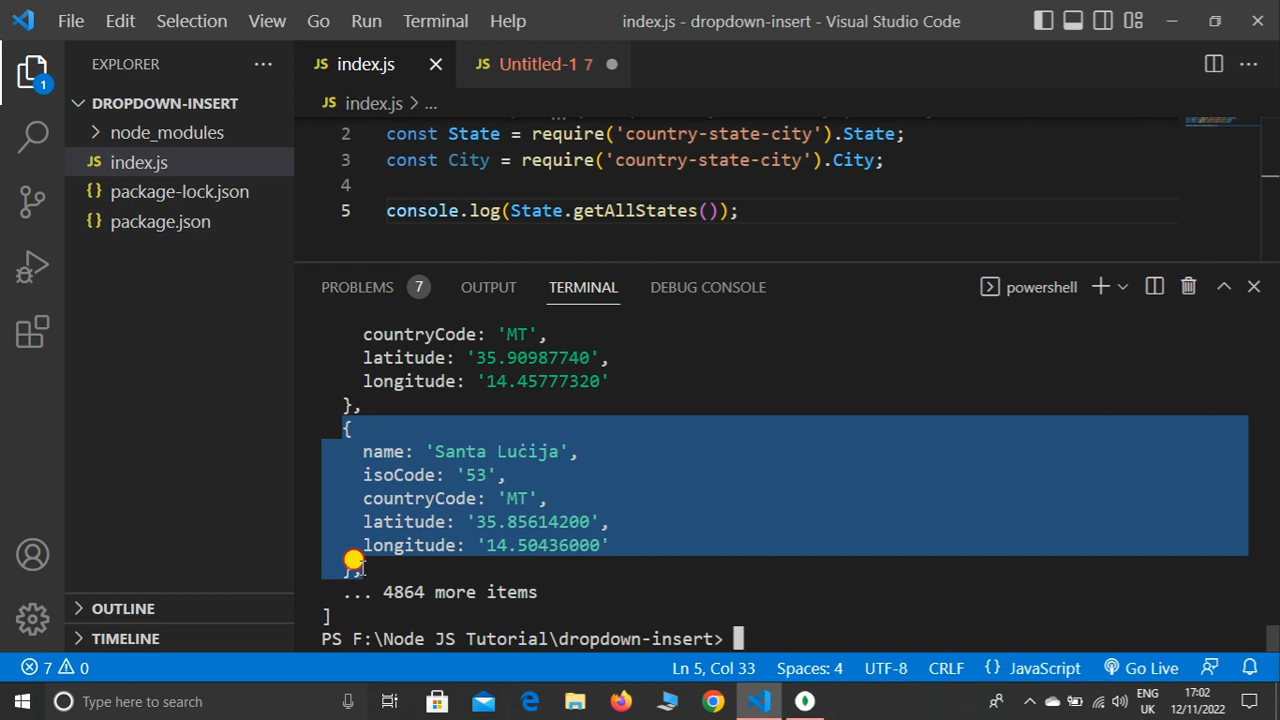 File Edit Selection View Go Run Terminal Help index.js - dropdown-insert - Visual Studio Code
EXPLORER
1
DROPDOWN-INSERT
node_modules
JS index.js
{} package-lock.json
{} package.json
OUTLINE
TIMELINE
JS index.js
JS Untitled-1 7
JS index.js > ...
2 const State = require('country-state-city').State;
3 const City = require('country-state-city').City;
4
5 console.log(State.getAllStates());
PROBLEMS 7 OUTPUT TERMINAL DEBUG CONSOLE powershell
countryCode: 'MT',
latitude: '35.90987740',
longitude: '14.45777320'
},
{
name: 'Santa Luċija',
isoCode: '53',
countryCode: 'MT',
latitude: '35.85614200',
longitude: '14.50436000'
},
... 4864 more items
]
PS F:\Node JS Tutorial\dropdown-insert>
7 0 Ln 5, Col 33 Spaces: 4 UTF-8 CRLF {} JavaScript Go Live
Type here to search
ENG
UK
17:02
12/11/2022